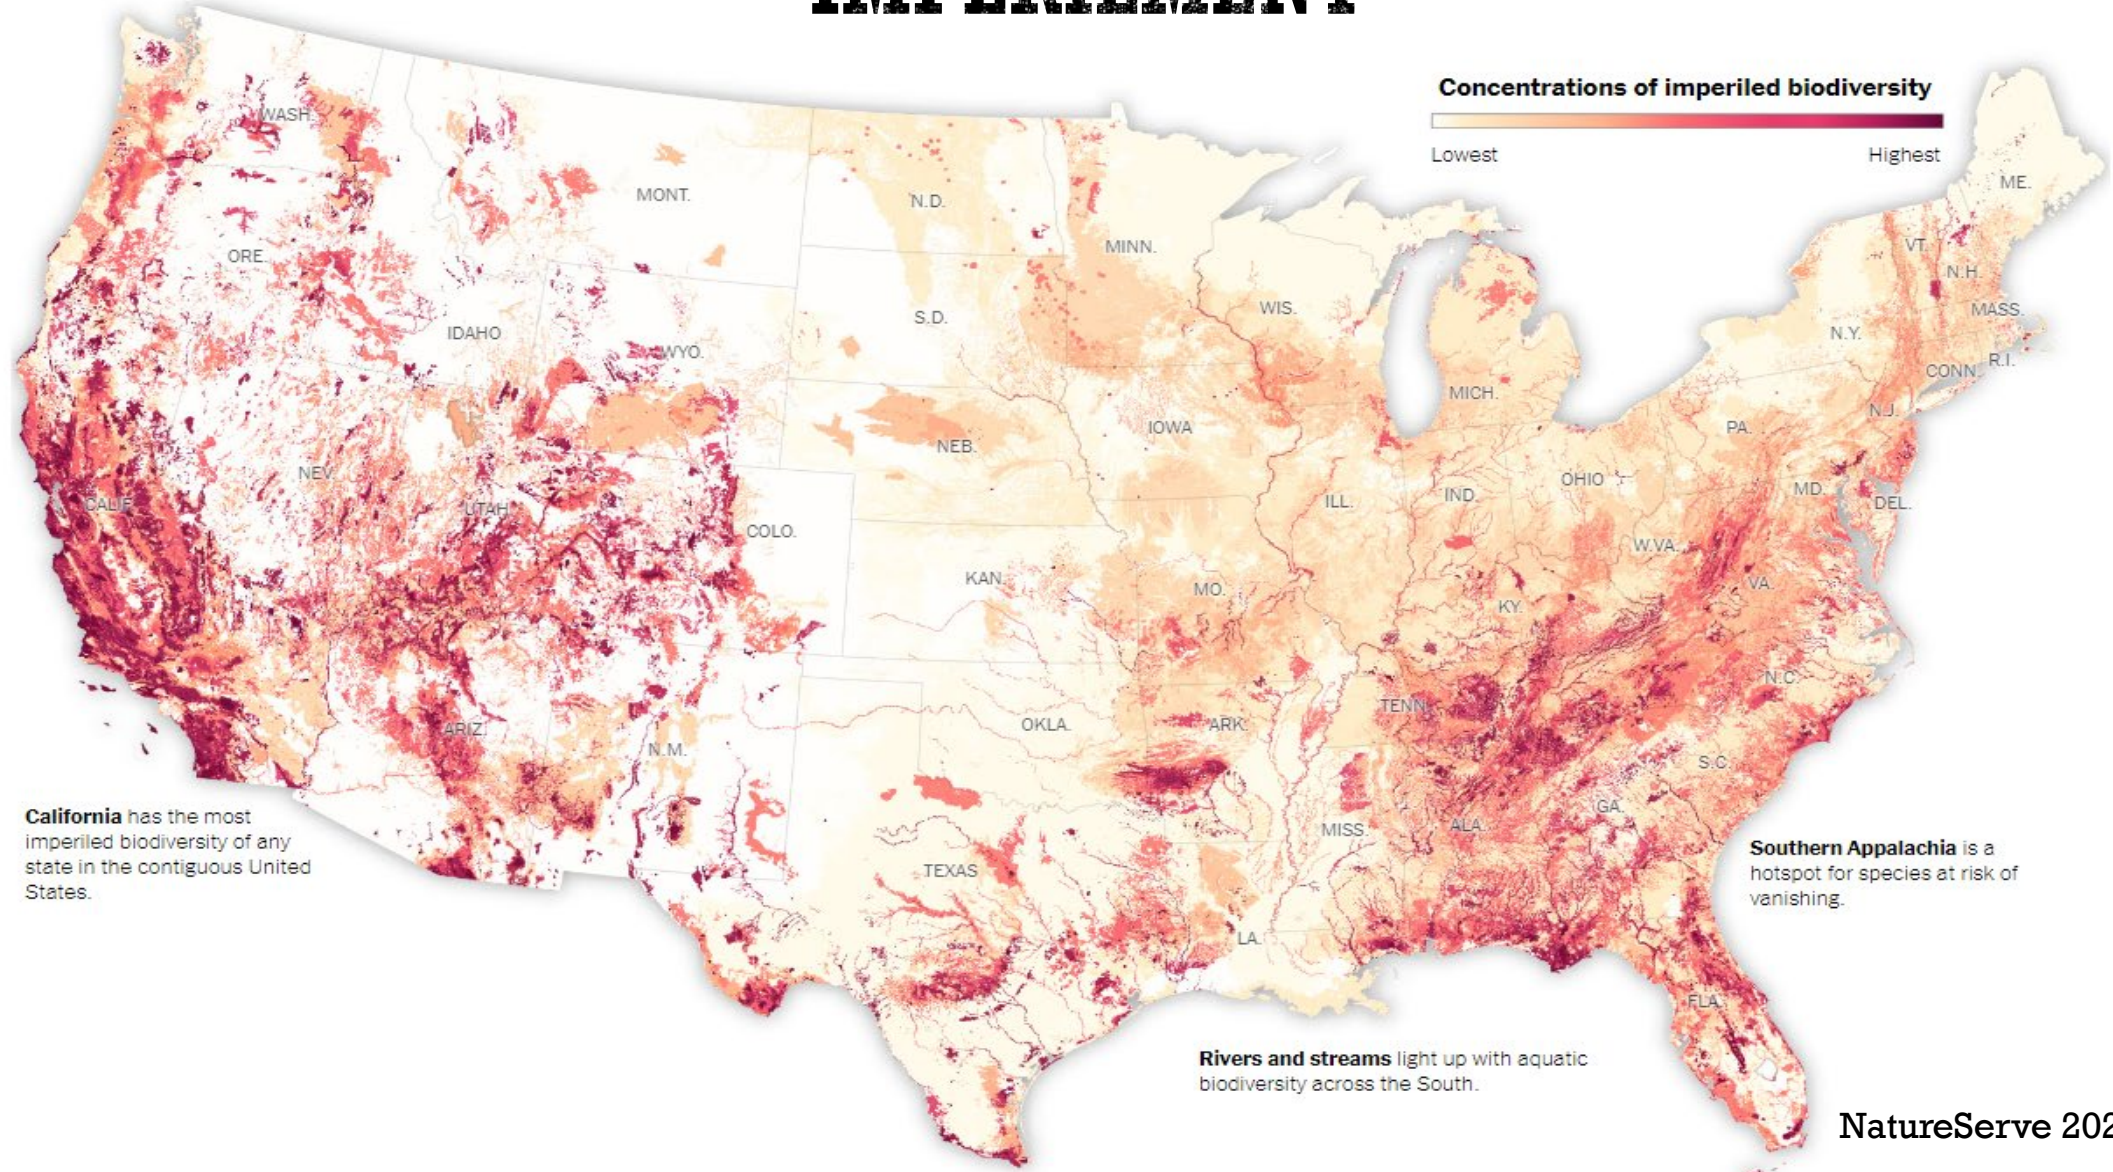 IMPERILMENT
Concentrations of imperiled biodiversity
Lowest Highest
WASH.
MONT.
N.D.
MINN.
ME.
ORE.
VT.
N.H.
IDAHO
S.D.
WIS.
MASS.
WYO.
N.Y.
CONN.
R.I.
MICH.
N.J.
IOWA
PA.
NEB.
NEV.
OHIO
CALIF.
UTAH
ILL.
IND.
MD.
DEL.
COLO.
W.VA.
KAN.
MO.
VA.
KY.
N.C.
TENN.
ARIZ.
OKLA.
ARK.
N.M.
S.C.
GA.
MISS.
ALA.
TEXAS
LA.
FLA.
California has the most
imperiled biodiversity of any
state in the contiguous United
States.
Southern Appalachia is a
hotspot for species at risk of
vanishing.
Rivers and streams light up with aquatic
biodiversity across the South.
NatureServe 202